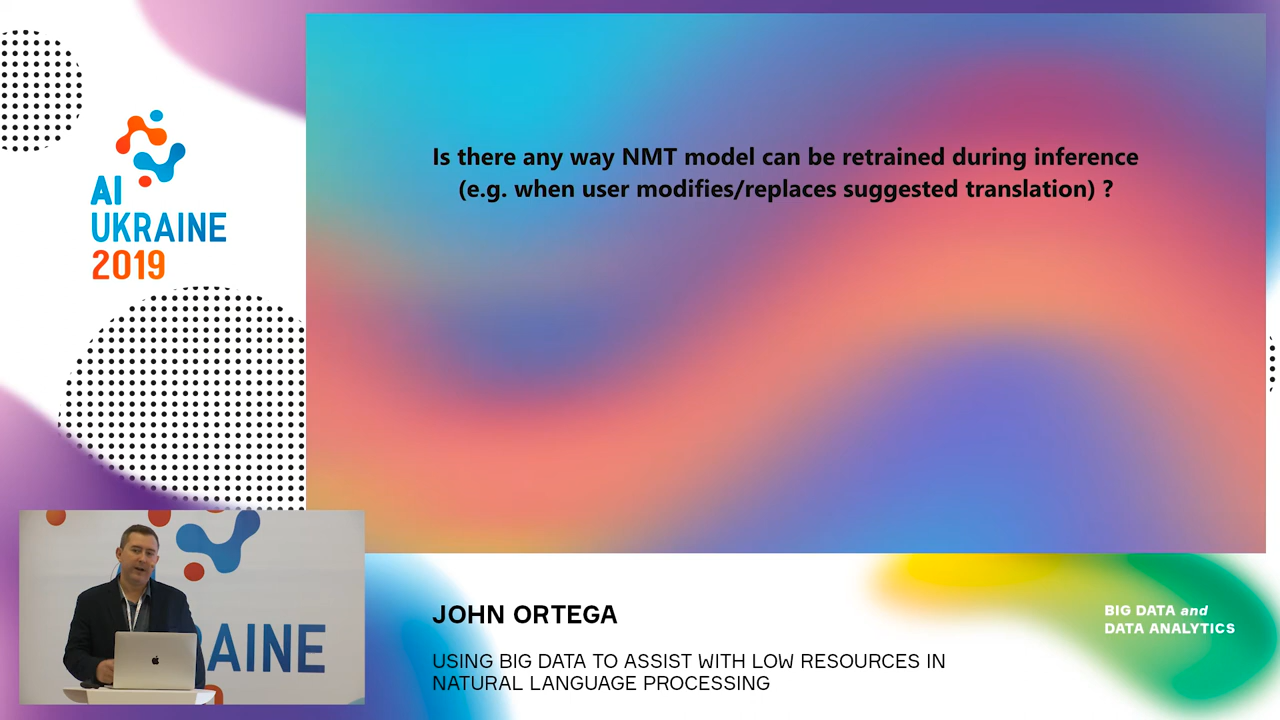 AI
UKRAINE
2019
Is there any way NMT model can be retrained during inference
(e.g. when user modifies/replaces suggested translation) ?
RAINE
JOHN ORTEGA
USING BIG DATA TO ASSIST WITH LOW RESOURCES IN
NATURAL LANGUAGE PROCESSING
BIG DATA and
DATA ANALYTICS